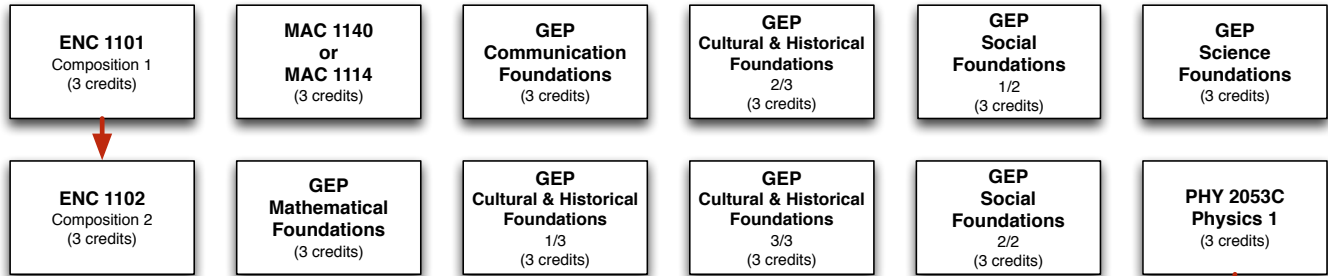 ENC 1101
Composition 1
(3 credits)
MAC 1140
or
MAC 1114
(3 credits)
GEP
Communication
Foundations
(3 credits)
GEP
Cultural & Historical
Foundations
2/3
(3 credits)
GEP
Social
Foundations
1/2
(3 credits)
GEP
Science
Foundations
(3 credits)
ENC 1102
Composition 2
(3 credits)
GEP
Mathematical
Foundations
(3 credits)
GEP
Cultural & Historical
Foundations
1/3
(3 credits)
GEP
Cultural & Historical
Foundations
3/3
(3 credits)
GEP
Social
Foundations
2/2
(3 credits)
PHY 2053C
Physics 1
(3 credits)